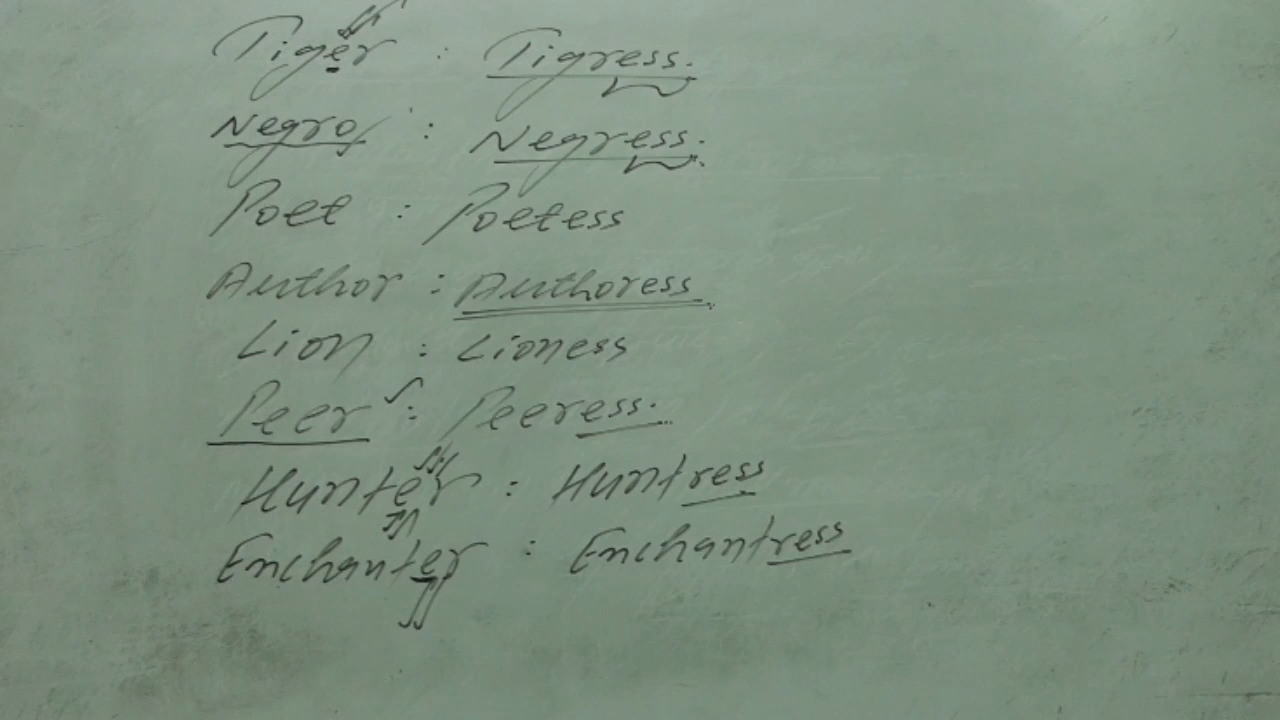 Tiger : Tigress.
Negro : Negress.
Poet : Poetess
Author : Authoress
Lion : Lioness
Peer : Peeress.
Hunter : Huntress
Enchanter : Enchantress